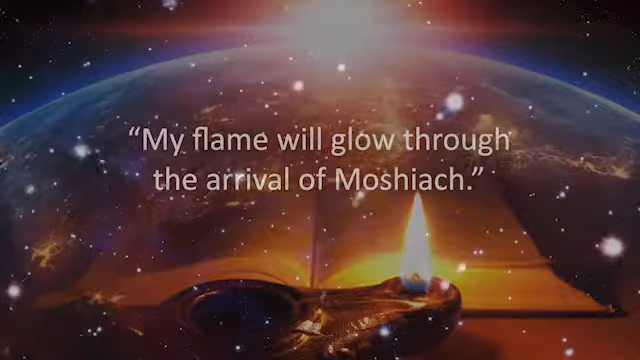 “My flame will glow through
the arrival of Moshiach.”